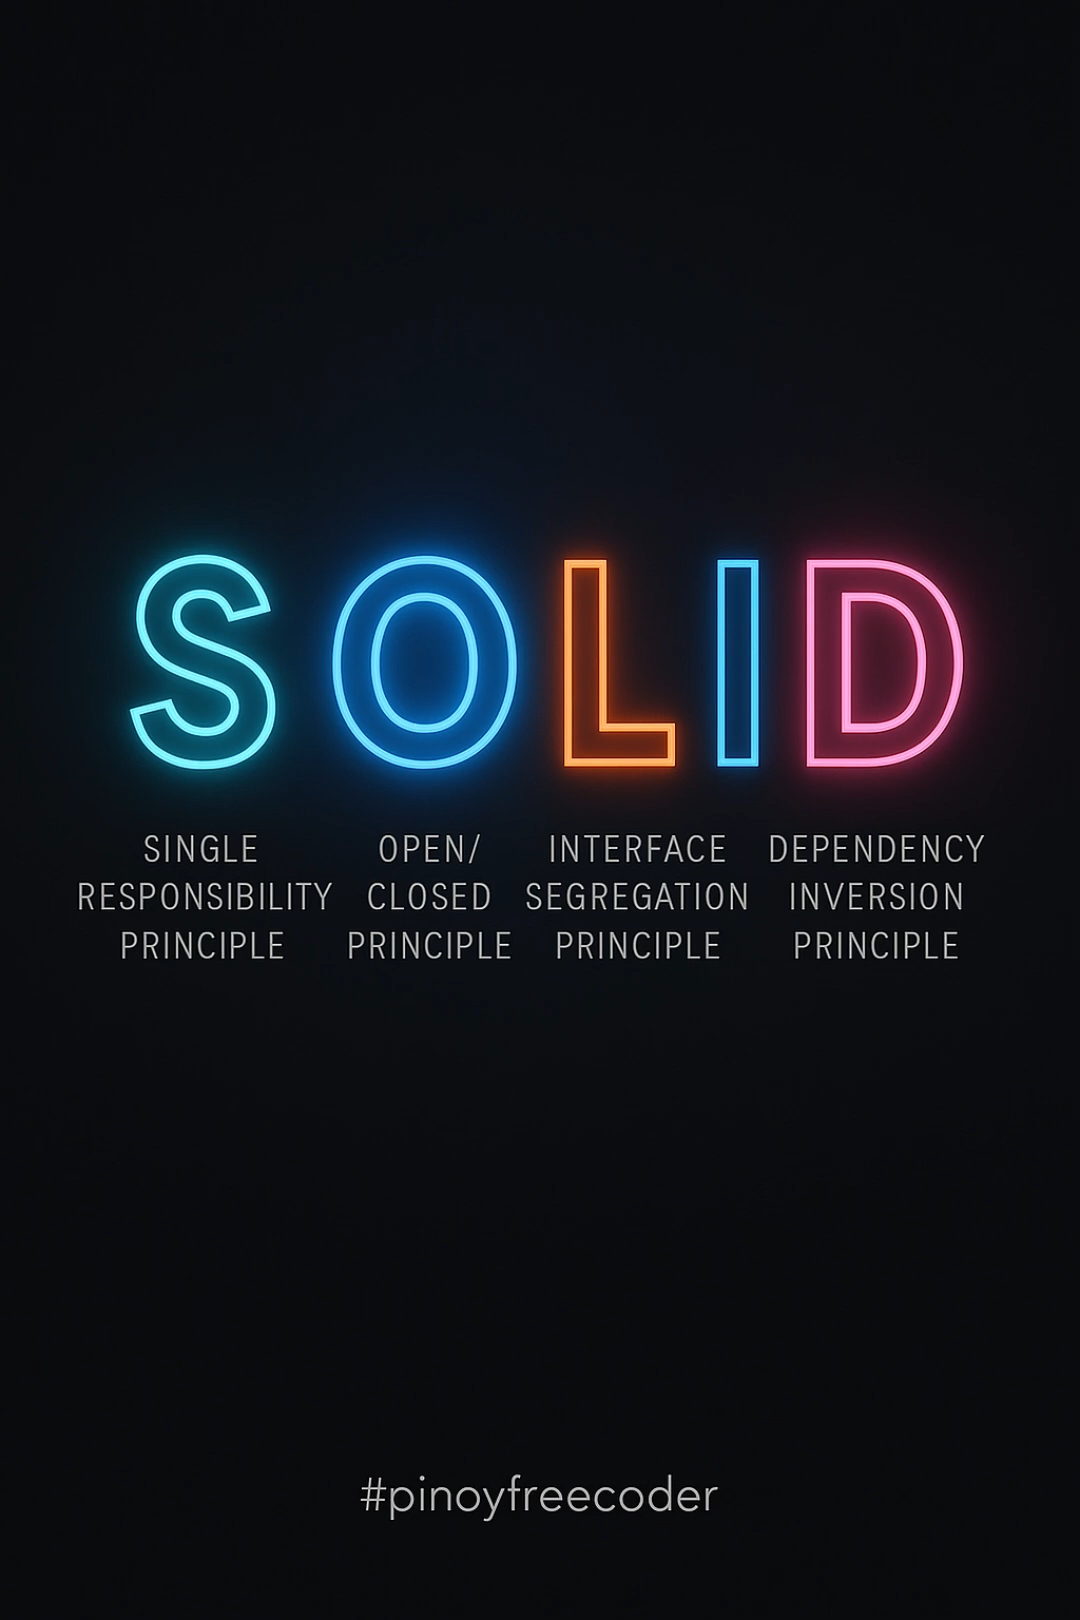 SOLID
SINGLE
RESPONSIBILITY
PRINCIPLE
OPEN/
CLOSED
PRINCIPLE
INTERFACE
SEGREGATION
PRINCIPLE
DEPENDENCY
INVERSION
PRINCIPLE
#pinoyfreecoder